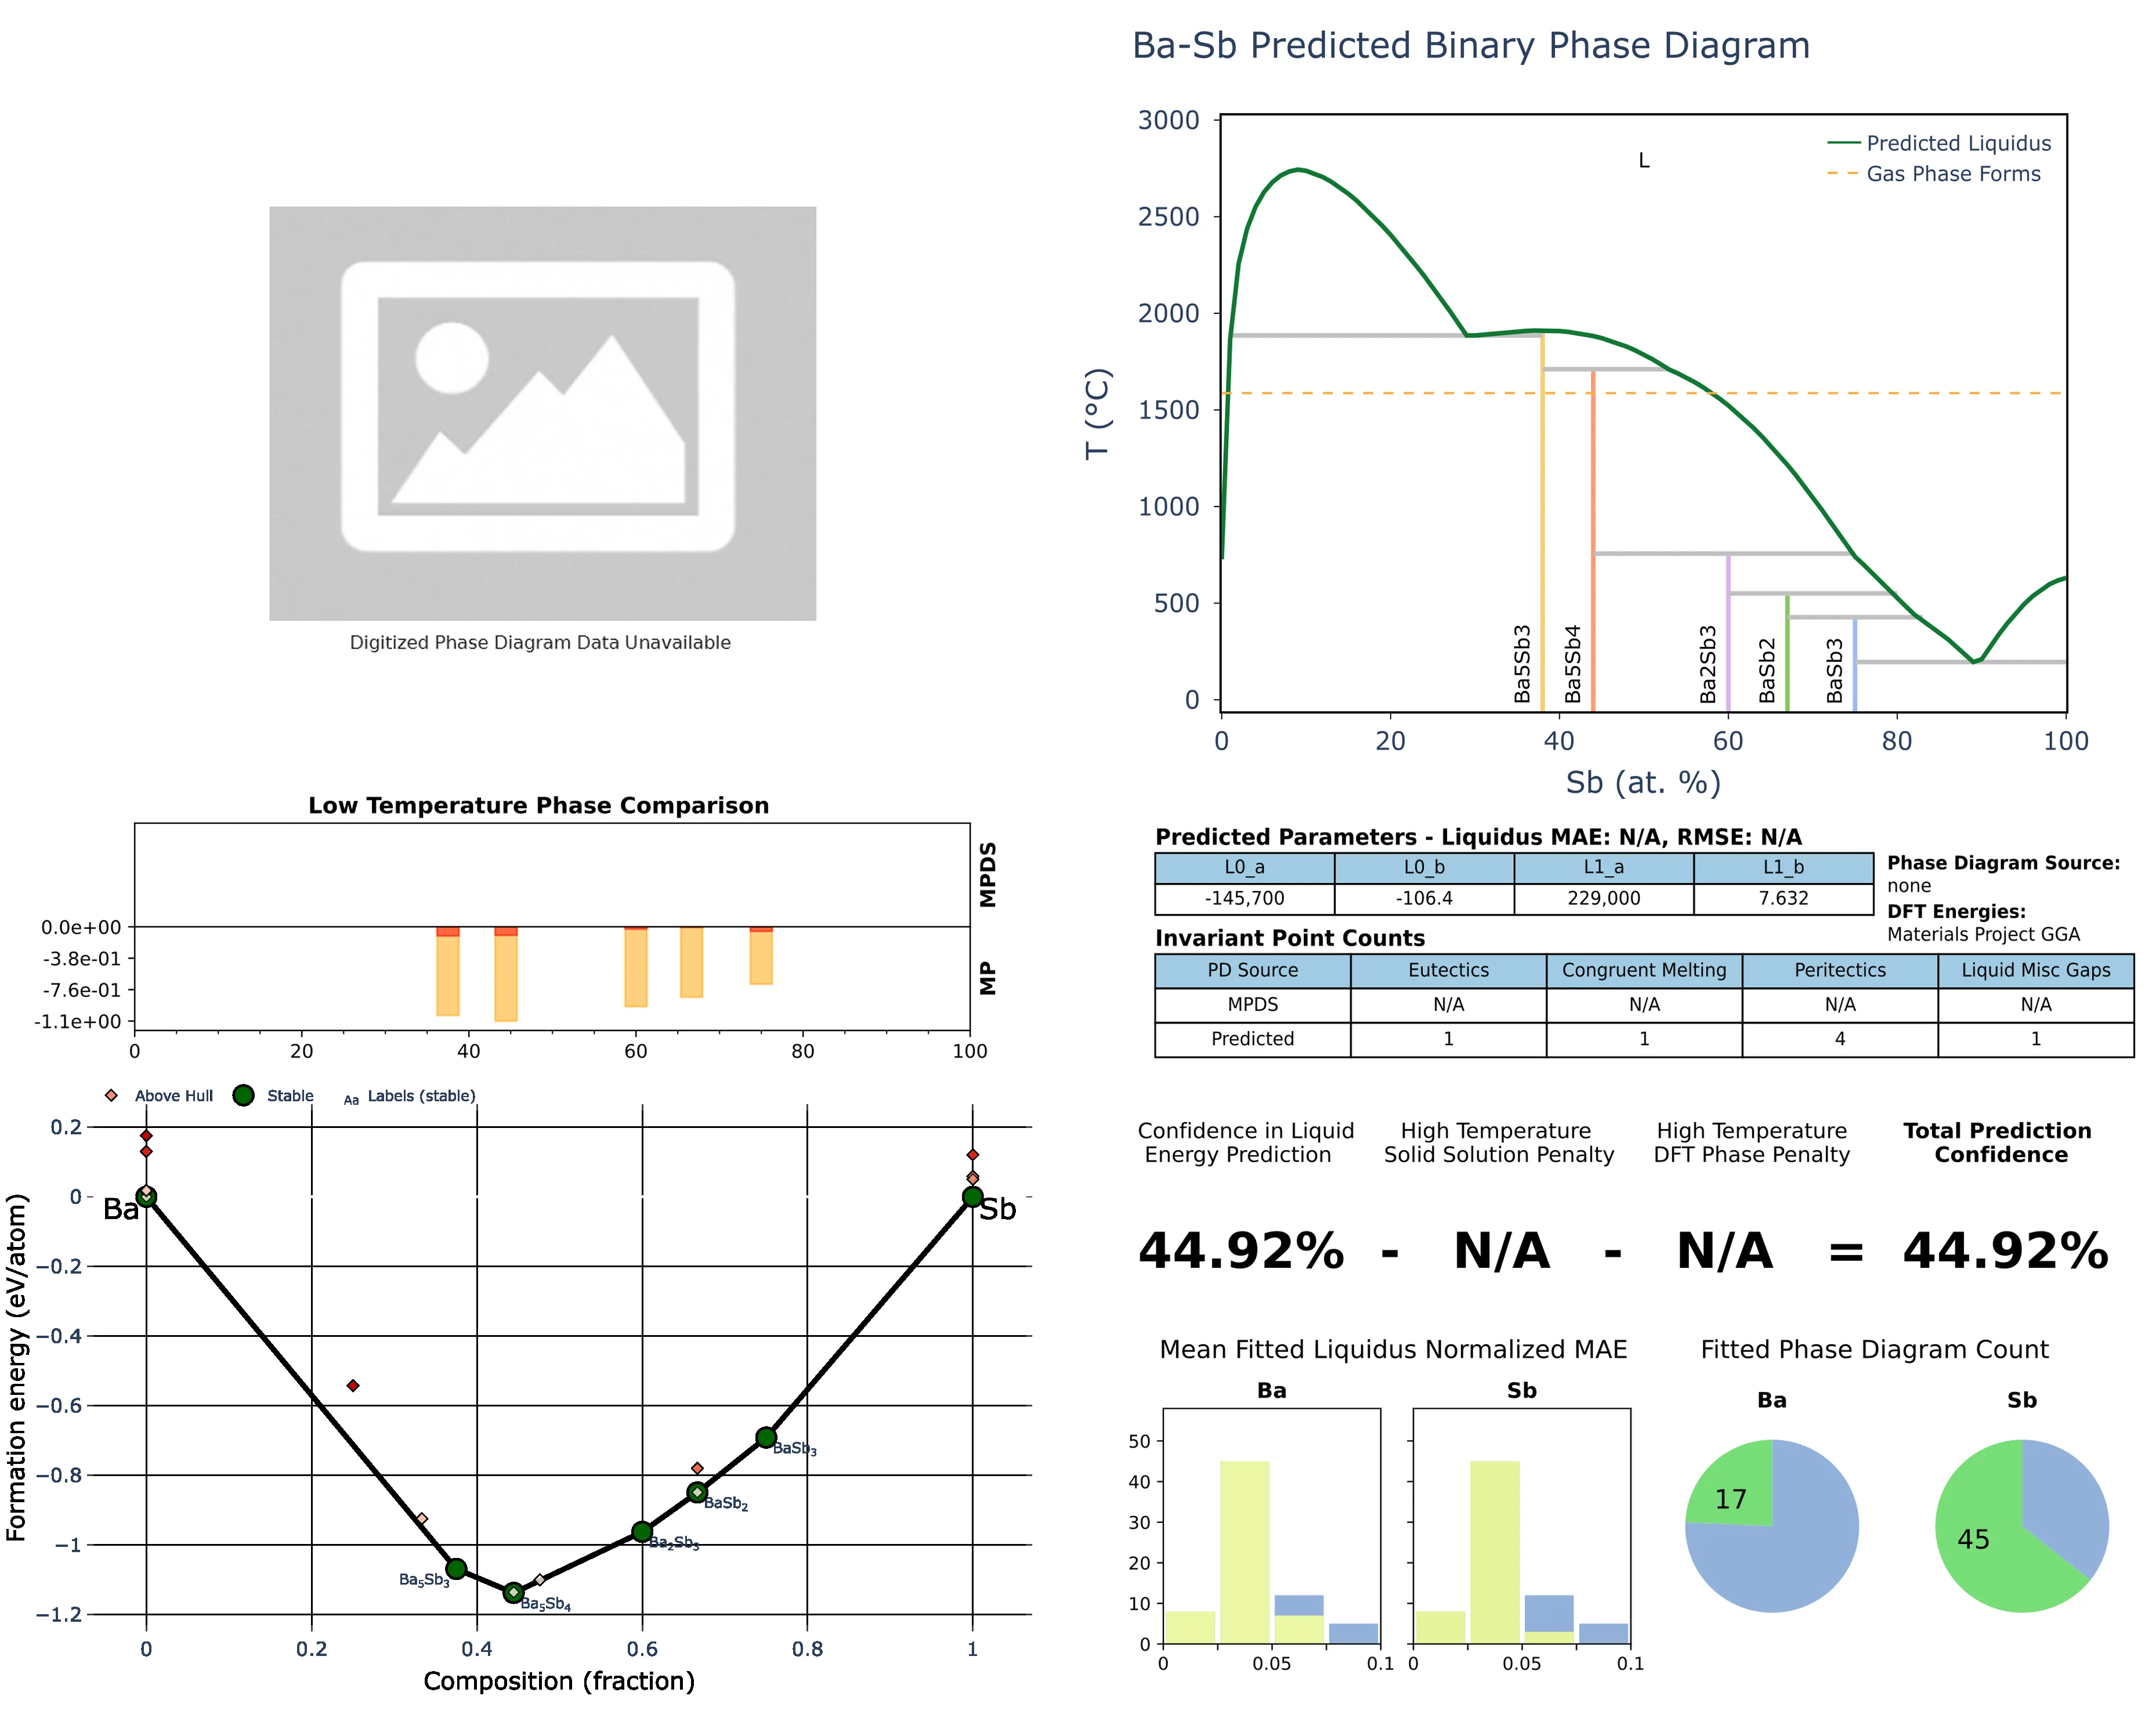 Ba-Sb Predicted Binary Phase Diagram
3000
2500
2000
1500
1000
500
0
T (°C)
L
Predicted Liquidus
Gas Phase Forms
Ba5Sb3
Ba5Sb4
Ba2Sb3
BaSb2
BaSb3
0 20 40 60 80 100
Sb (at. %)
Digitized Phase Diagram Data Unavailable
Low Temperature Phase Comparison
MPDS
MP
0.0e+00
-3.8e-01
-7.6e-01
-1.1e+00
0 20 40 60 80 100
Predicted Parameters - Liquidus MAE: N/A, RMSE: N/A
L0_a L0_b L1_a L1_b
-145,700 -106.4 229,000 7.632
Phase Diagram Source:
none
DFT Energies:
Materials Project GGA
Invariant Point Counts
PD Source Eutectics Congruent Melting Peritectics Liquid Misc Gaps
MPDS N/A N/A N/A N/A
Predicted 1 1 4 1
Above Hull Stable Aa Labels (stable)
0.2
0
−0.2
−0.4
−0.6
−0.8
−1
−1.2
Formation energy (eV/atom)
Ba
Sb
Ba₅Sb₃
Ba₅Sb₄
Ba₂Sb₃
BaSb₂
BaSb₃
0 0.2 0.4 0.6 0.8 1
Composition (fraction)
Confidence in Liquid
Energy Prediction
High Temperature
Solid Solution Penalty
High Temperature
DFT Phase Penalty
Total Prediction
Confidence
44.92% - N/A - N/A = 44.92%
Mean Fitted Liquidus Normalized MAE
Ba
Sb
50
40
30
20
10
0
0 0.05 0.1
0 0.05 0.1
Fitted Phase Diagram Count
Ba
Sb
17
45